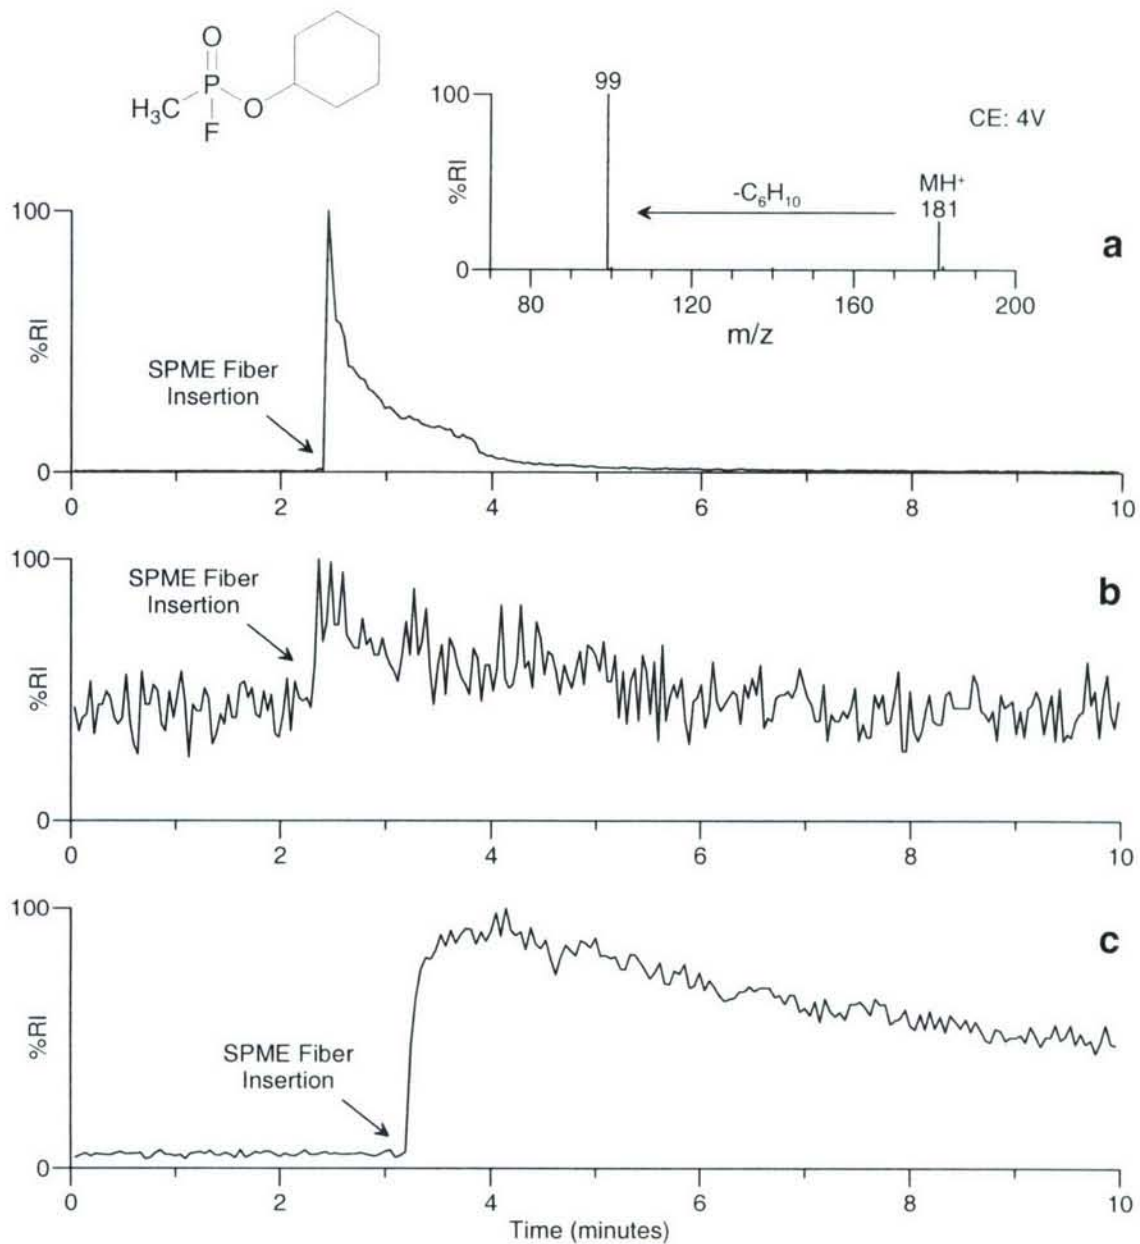 O
P
H₃C
O
F
CE: 4V
100
%RI
0
99
-C₆H₁₀
MH⁺
181
80
120
160
200
m/z
a
100
%RI
0
SPME Fiber
Insertion
0
2
4
6
8
10
b
100
%RI
0
SPME Fiber
Insertion
0
2
4
6
8
10
c
100
%RI
0
SPME Fiber
Insertion
0
2
4
6
8
10
Time (minutes)